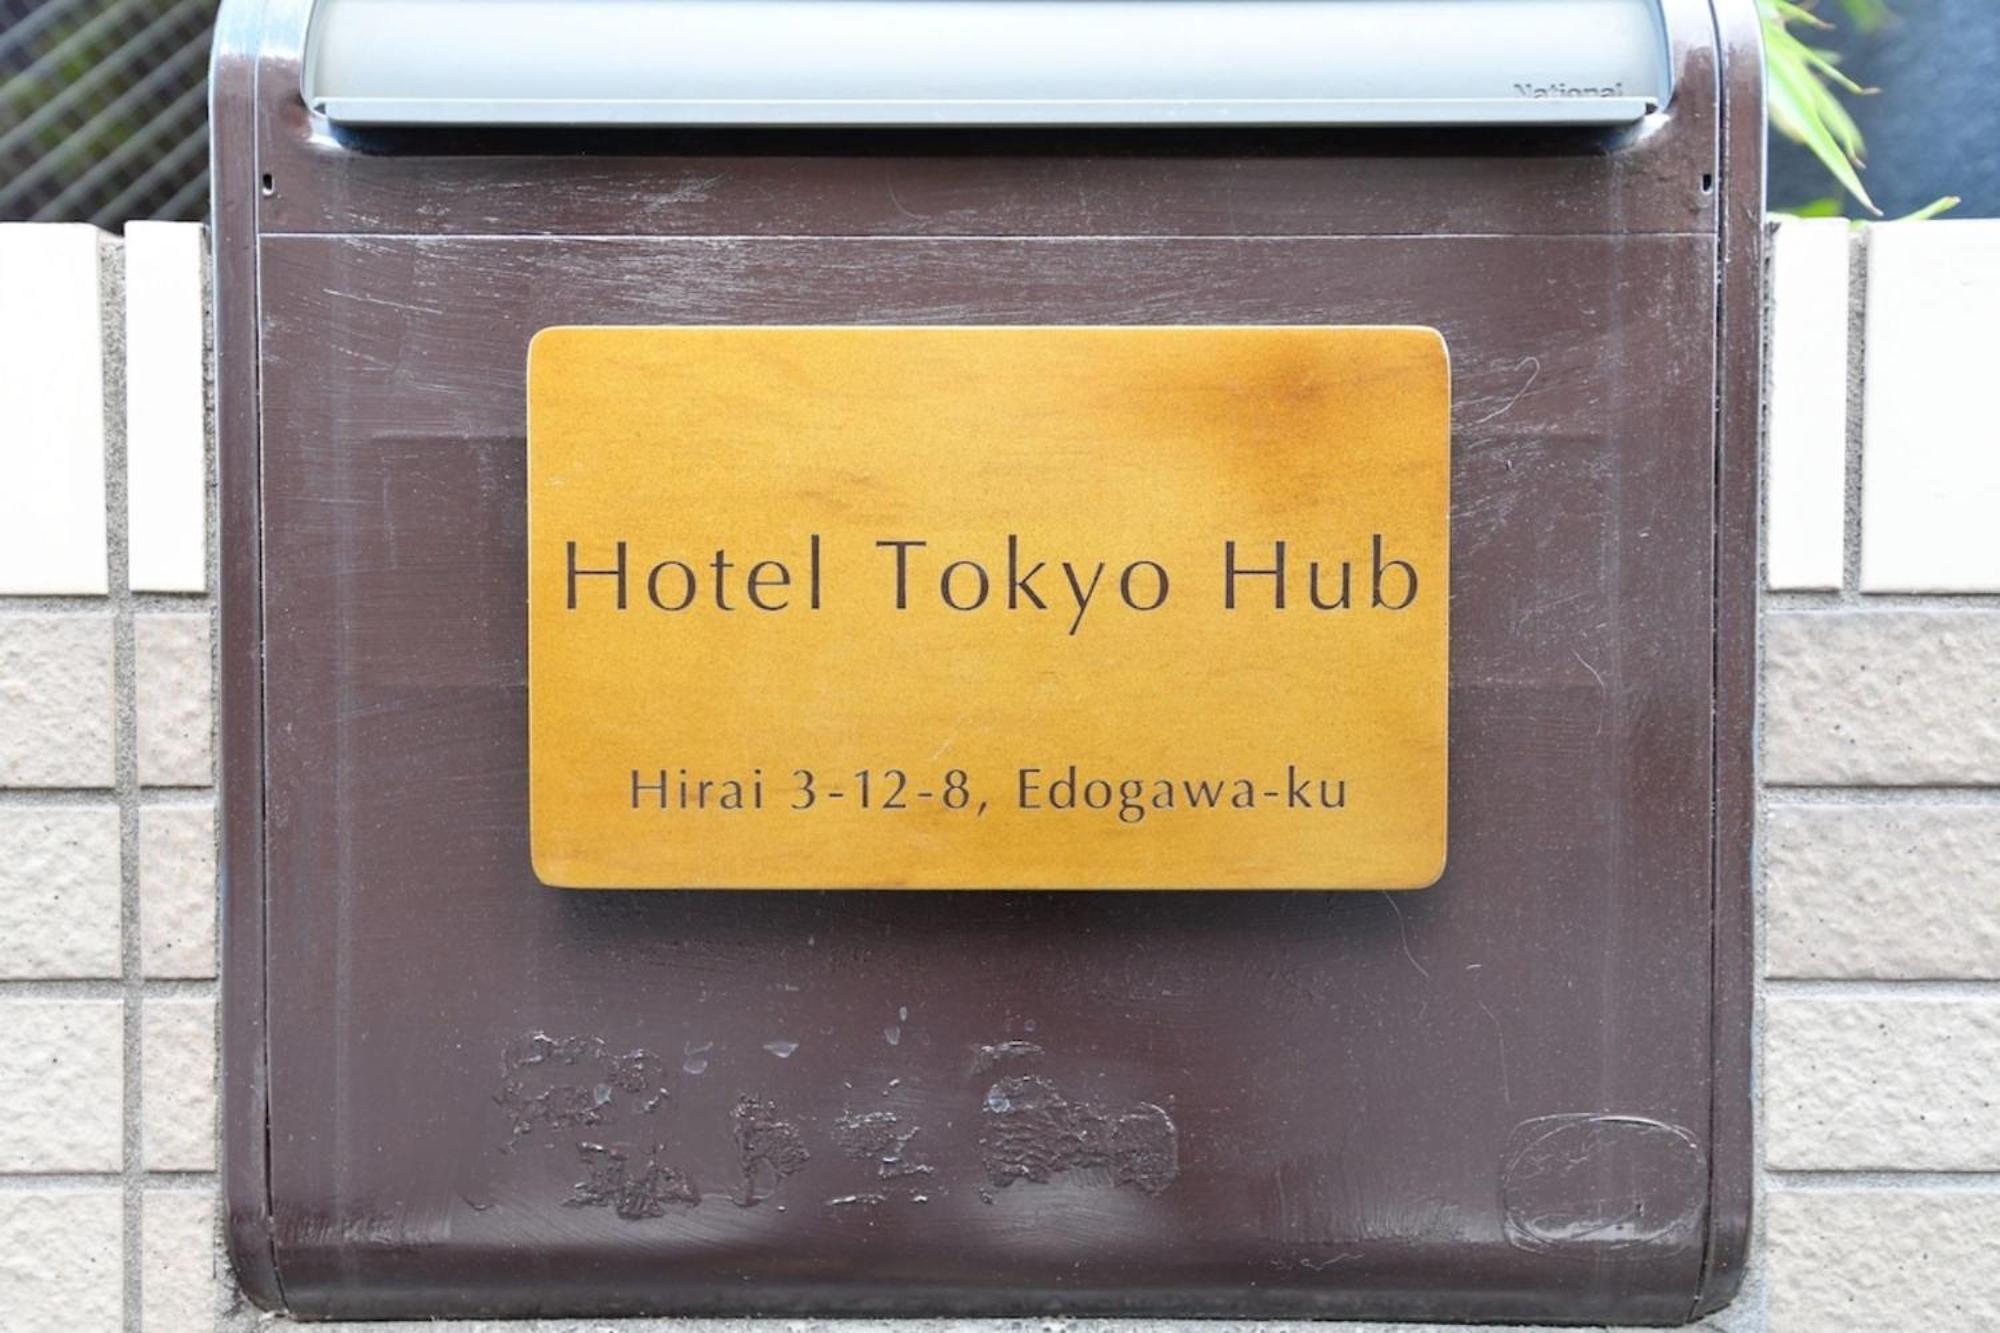 National
Hotel Tokyo Hub
Hirai 3-12-8, Edogawa-ku